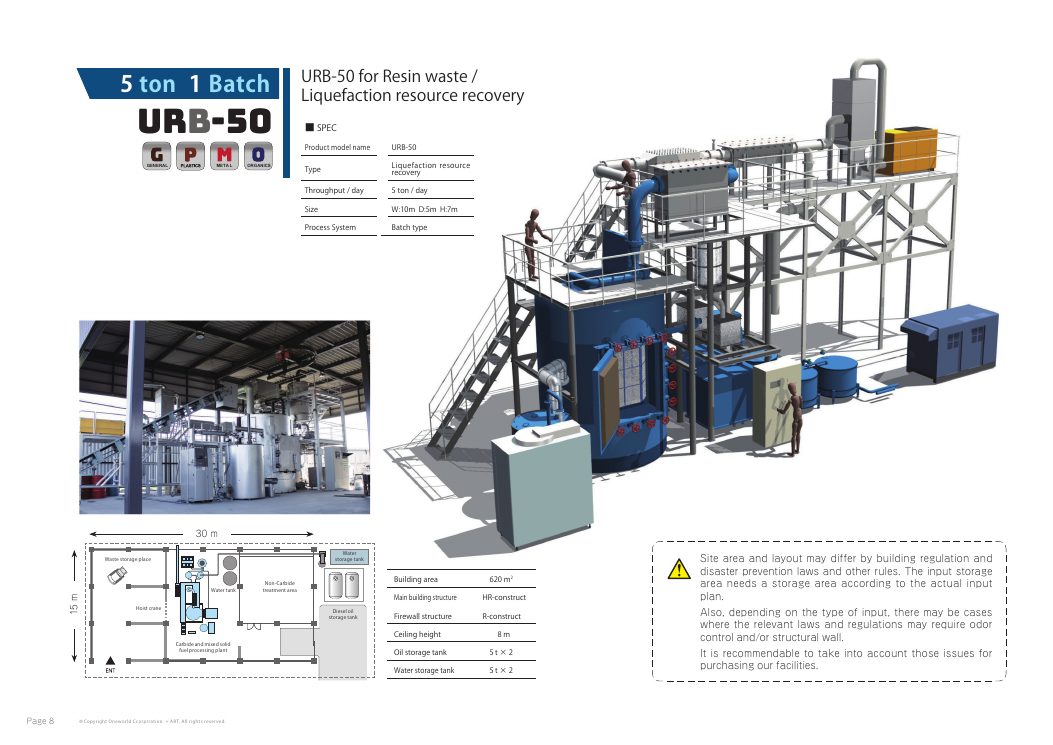 5 ton 1 Batch
URB-50
G GENERAL P PLASTICS M METAL O ORGANICS
URB-50 for Resin waste /
Liquefaction resource recovery
■ SPEC
Product model name URB-50
Type Liquefaction resource
recovery
Throughput / day 5 ton / day
Size W:10m D:5m H:7m
Process System Batch type
30 m
15 m
Waste storage place
Water
storage tank
Water tank
Non-Carbide
treatment area
Hoist crane
Diesel oil
storage tank
Carbide and mixed solid
fuel processing plant
ENT
Building area 620 m²
Main building structure HR-construct
Firewall structure R-construct
Ceiling height 8 m
Oil storage tank 5 t × 2
Water storage tank 5 t × 2
Site area and layout may differ by building regulation and
disaster prevention laws and other rules. The input storage
area needs a storage area according to the actual input
plan.
Also, depending on the type of input, there may be cases
where the relevant laws and regulations may require odor
control and/or structural wall.
It is recommendable to take into account those issues for
purchasing our facilities.
Page 8
© Copyright Oneworld Ccorporation + ART. All rights reserved.